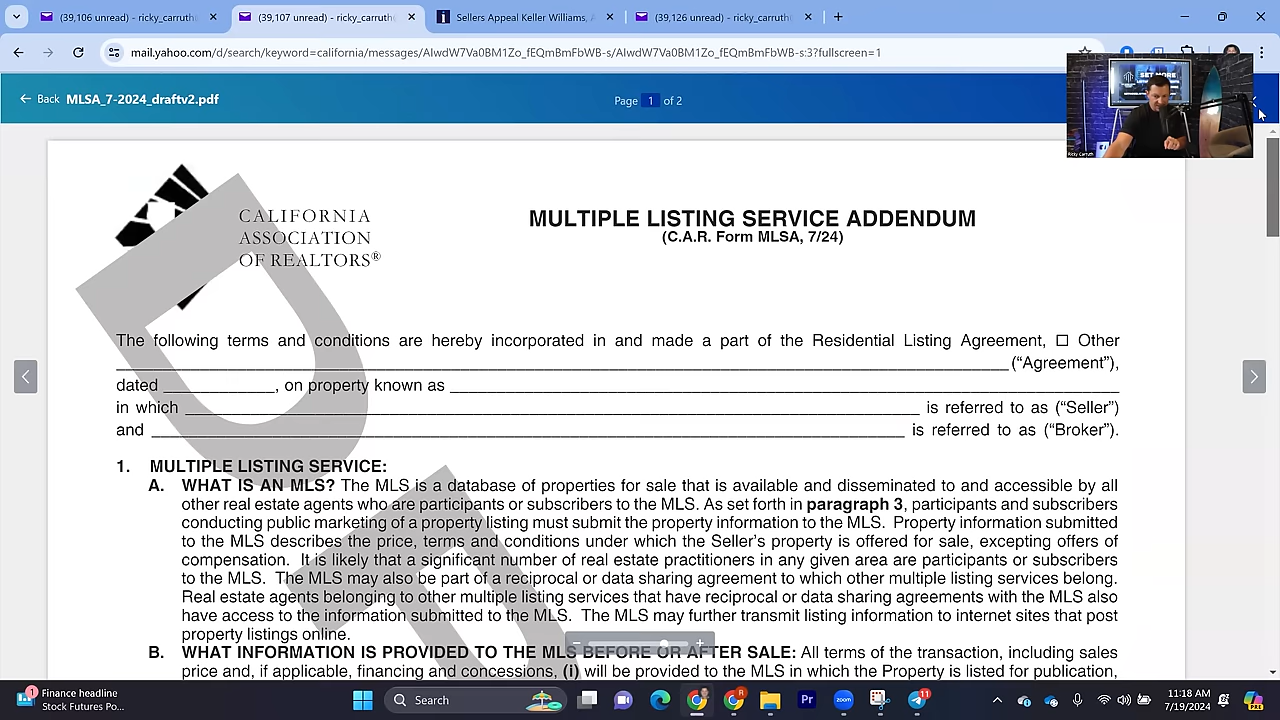 (39,106 unread) - ricky_carruth
(39,107 unread) - ricky_carruth
Sellers Appeal Keller Williams, A
(39,126 unread) - ricky_carruth
mail.yahoo.com/d/search/keyword=california/messages/AIwdW7Va0BM1Zo_fEQmBmFbWB-s/AIwdW7Va0BM1Zo_fEQmBmFbWB-s:3?fullscreen=1
Back MLSA_7-2024_draftv2.pdf
Page 1 of 2
Ricky Carruth
CALIFORNIA
ASSOCIATION
OF REALTORS®
MULTIPLE LISTING SERVICE ADDENDUM
(C.A.R. Form MLSA, 7/24)
The following terms and conditions are hereby incorporated in and made a part of the Residential Listing Agreement, ☐ Other
("Agreement"),
dated ____________, on property known as ____________
in which ____________ is referred to as ("Seller")
and ____________ is referred to as ("Broker").
1. MULTIPLE LISTING SERVICE:
A. WHAT IS AN MLS? The MLS is a database of properties for sale that is available and disseminated to and accessible by all
other real estate agents who are participants or subscribers to the MLS. As set forth in paragraph 3, participants and subscribers
conducting public marketing of a property listing must submit the property information to the MLS. Property information submitted
to the MLS describes the price, terms and conditions under which the Seller's property is offered for sale, excepting offers of
compensation. It is likely that a significant number of real estate practitioners in any given area are participants or subscribers
to the MLS. The MLS may also be part of a reciprocal or data sharing agreement to which other multiple listing services belong.
Real estate agents belonging to other multiple listing services that have reciprocal or data sharing agreements with the MLS also
have access to the information submitted to the MLS. The MLS may further transmit listing information to internet sites that post
property listings online.
B. WHAT INFORMATION IS PROVIDED TO THE MLS BEFORE OR AFTER SALE: All terms of the transaction, including sales
price and, if applicable, financing and concessions, (i) will be provided to the MLS in which the Property is listed for publication,
1
Finance headline
Stock Futures Po...
Search
R
Pr
zoom
11
11:18 AM
7/19/2024